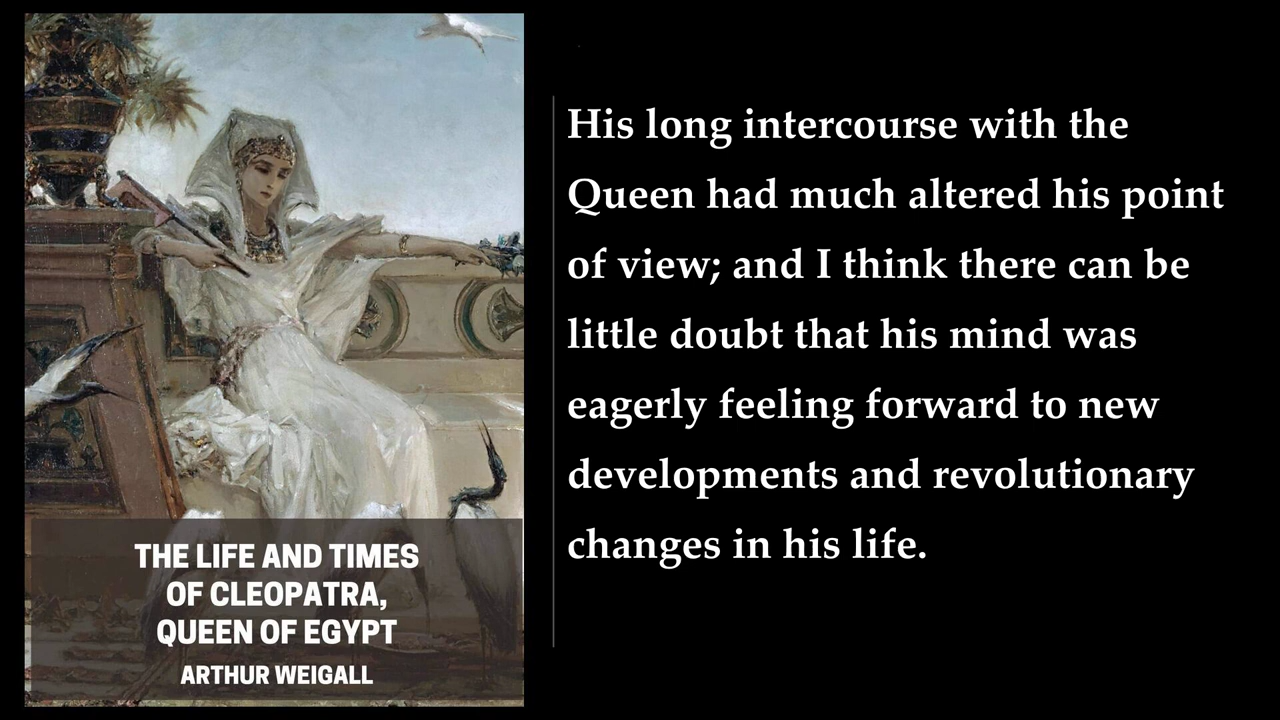 THE LIFE AND TIMES
OF CLEOPATRA,
QUEEN OF EGYPT
ARTHUR WEIGALL
His long intercourse with the
Queen had much altered his point
of view; and I think there can be
little doubt that his mind was
eagerly feeling forward to new
developments and revolutionary
changes in his life.